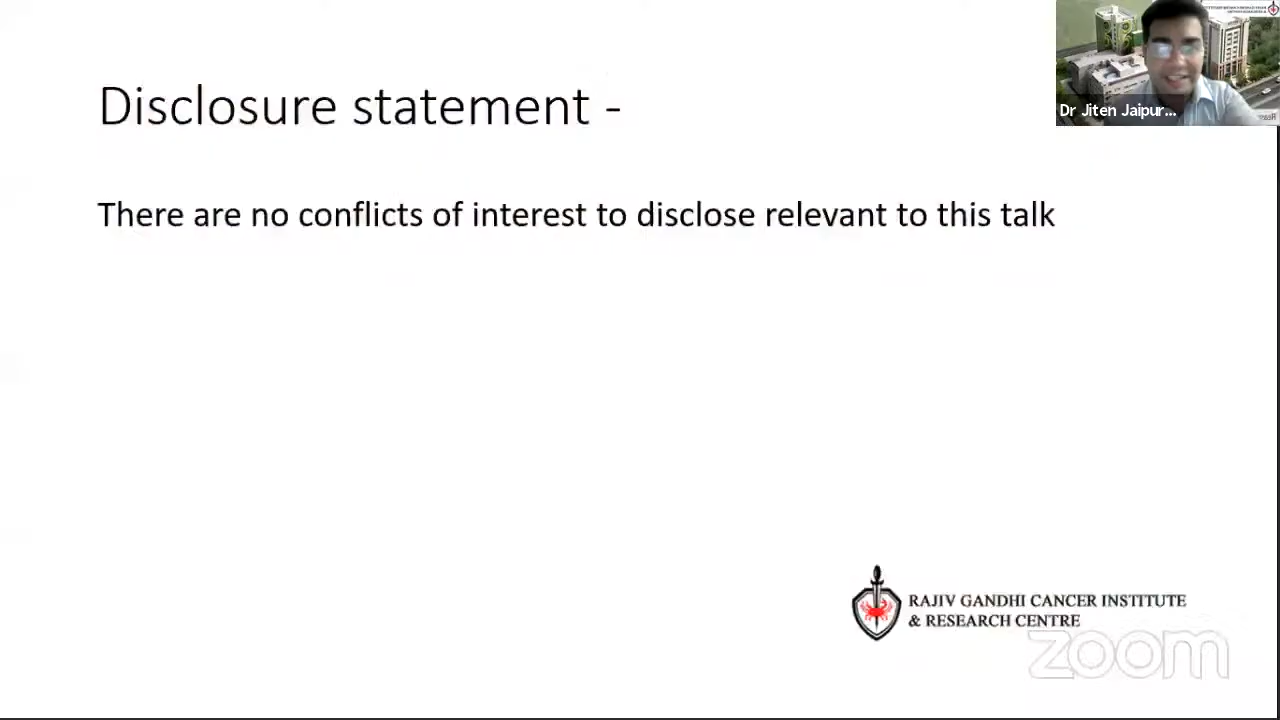 Disclosure statement -
Dr Jiten Jaipur...
There are no conflicts of interest to disclose relevant to this talk
RAJIV GANDHI CANCER INSTITUTE
& RESEARCH CENTRE
zoom